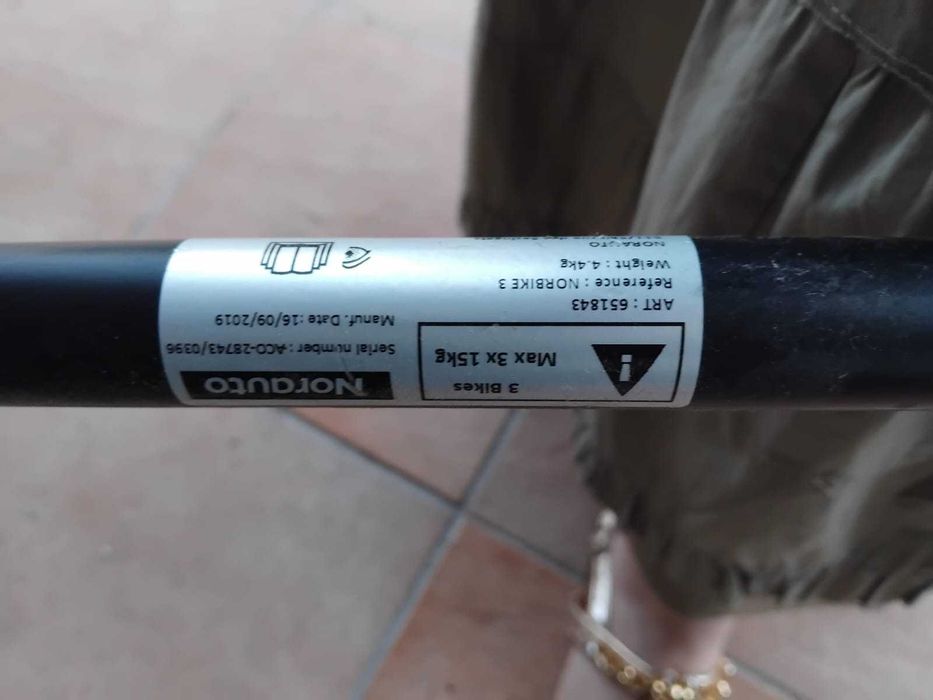 Norauto
Serial number : ACO-28743/0396
Manuf. Date :16/09/2019
3 Bikes
Max 3x 15kg
ART : 651843
Reference : NORBIKE 3
Weight : 4.4kg
NORAUTO